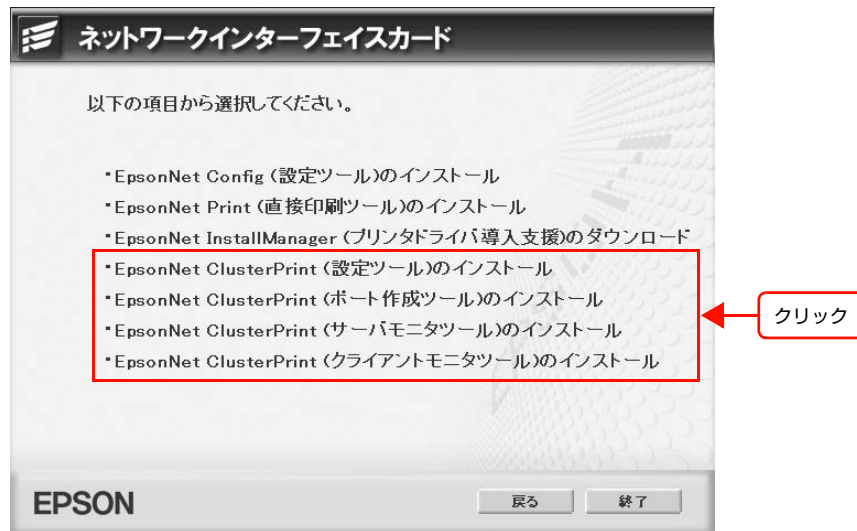 ネットワークインターフェイスカード
以下の項目から選択してください。
・EpsonNet Config (設定ツール)のインストール
・EpsonNet Print (直接印刷ツール)のインストール
・EpsonNet InstallManager (プリンタドライバ導入支援)のダウンロード
・EpsonNet ClusterPrint (設定ツール)のインストール
・EpsonNet ClusterPrint (ポート作成ツール)のインストール
・EpsonNet ClusterPrint (サーバモニタツール)のインストール
・EpsonNet ClusterPrint (クライアントモニタツール)のインストール
クリック
EPSON
戻る
終了